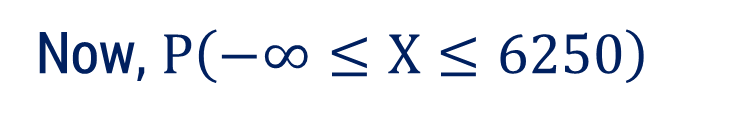 Now, P(−∞ ≤ X ≤ 6250)